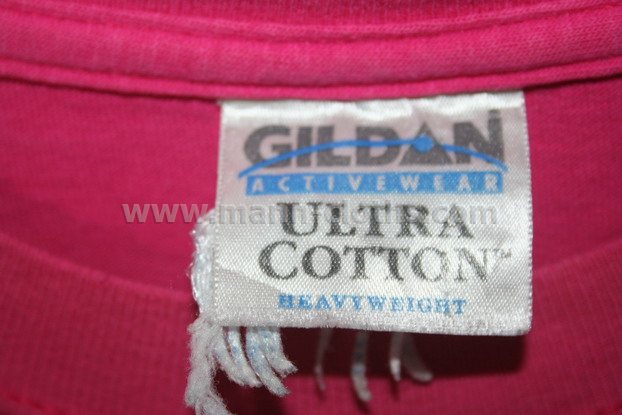 GILDAN
ACTIVEWEAR
ULTRA
COTTON™
HEAVYWEIGHT